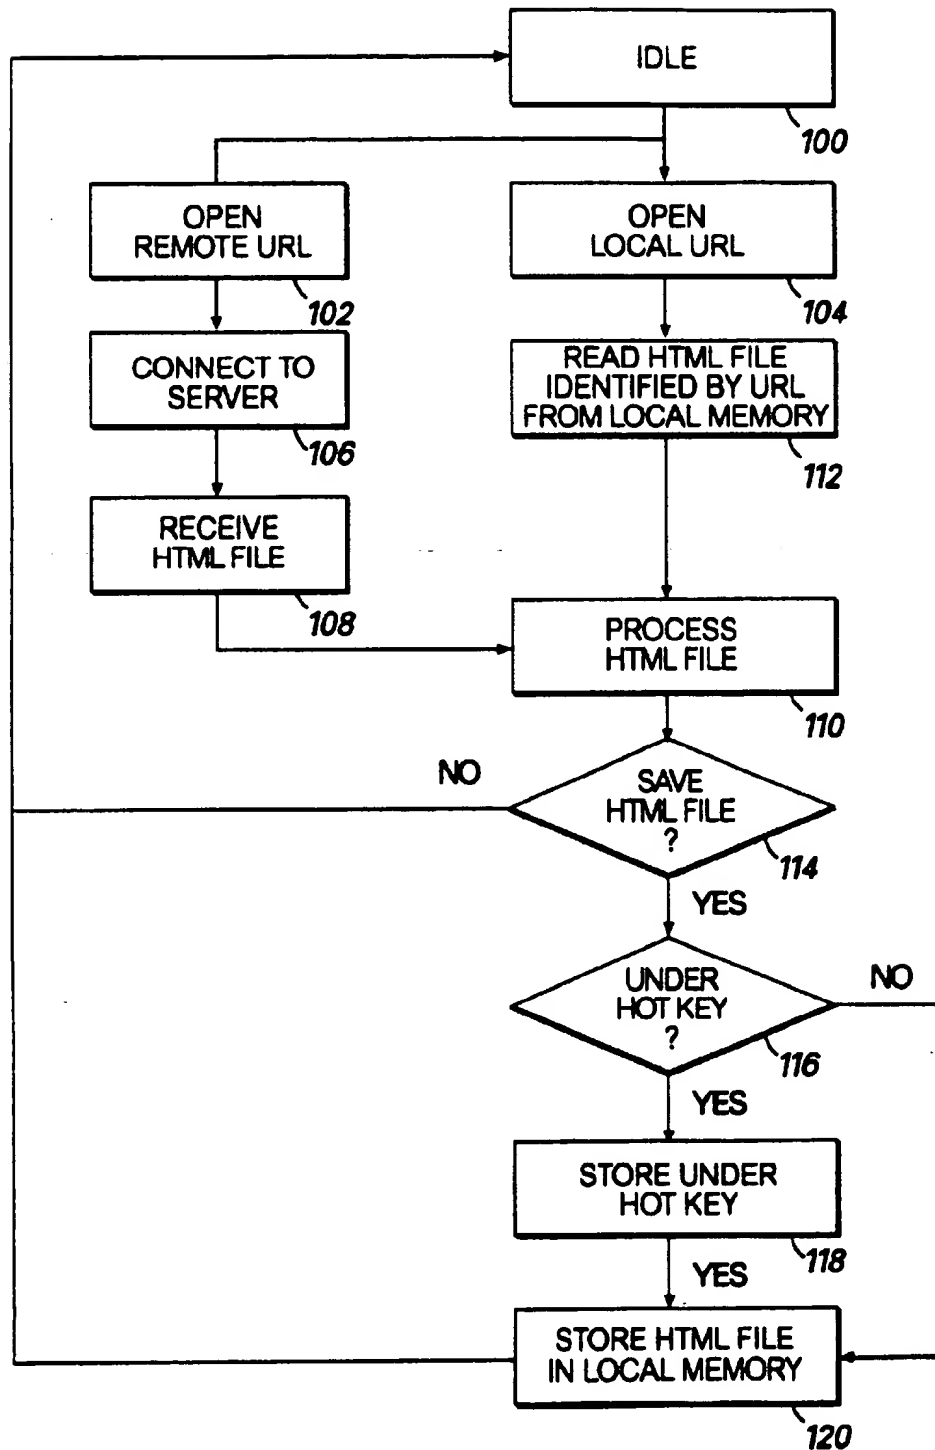 IDLE
100
OPEN
REMOTE URL
102
OPEN
LOCAL URL
104
CONNECT TO
SERVER
106
READ HTML FILE
IDENTIFIED BY URL
FROM LOCAL MEMORY
112
RECEIVE
HTML FILE
108
PROCESS
HTML FILE
110
NO
SAVE
HTML FILE
?
114
YES
UNDER
HOT KEY
?
116
NO
YES
STORE UNDER
HOT KEY
118
YES
STORE HTML FILE
IN LOCAL MEMORY
120